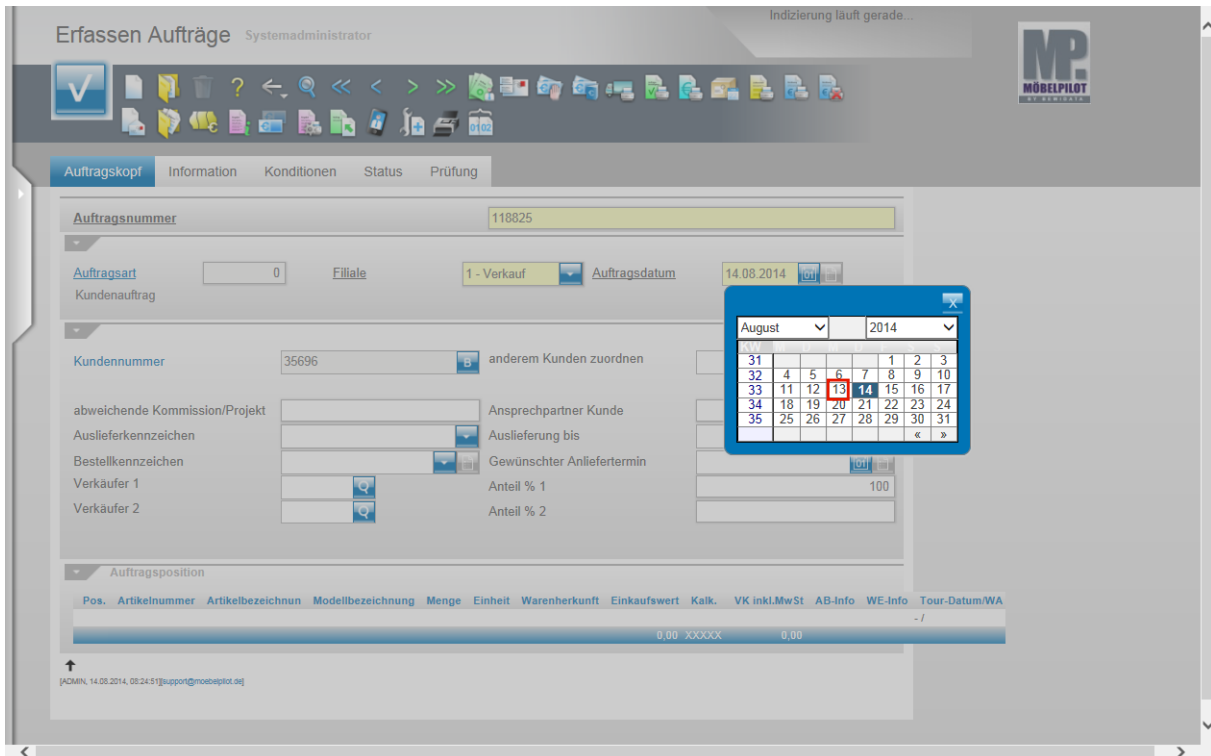 Indizierung läuft gerade...
Erfassen Aufträge Systemadministrator
MP.
MÖBELPILOT
Auftragskopf Information Konditionen Status Prüfung
Auftragsnummer 118825
Auftragsart 0 Filiale 1 - Verkauf Auftragsdatum 14.08.2014
Kundenauftrag
August 2014
KW M D M D F S S
31 1 2 3
32 4 5 6 7 8 9 10
33 11 12 13 14 15 16 17
34 18 19 20 21 22 23 24
35 25 26 27 28 29 30 31
« »
Kundennummer 35696 B anderem Kunden zuordnen
abweichende Kommission/Projekt Ansprechpartner Kunde
Auslieferkennzeichen Auslieferung bis
Bestellkennzeichen Gewünschter Anliefertermin
Verkäufer 1 Anteil % 1 100
Verkäufer 2 Anteil % 2
Auftragsposition
Pos. Artikelnummer Artikelbezeichnun Modellbezeichnung Menge Einheit Warenherkunft Einkaufswert Kalk. VK inkl.MwSt AB-Info WE-Info Tour-Datum/WA
- /
0,00 XXXXX 0,00
[ADMIN, 14.08.2014, 08:24:51][support@moebelpilot.de]